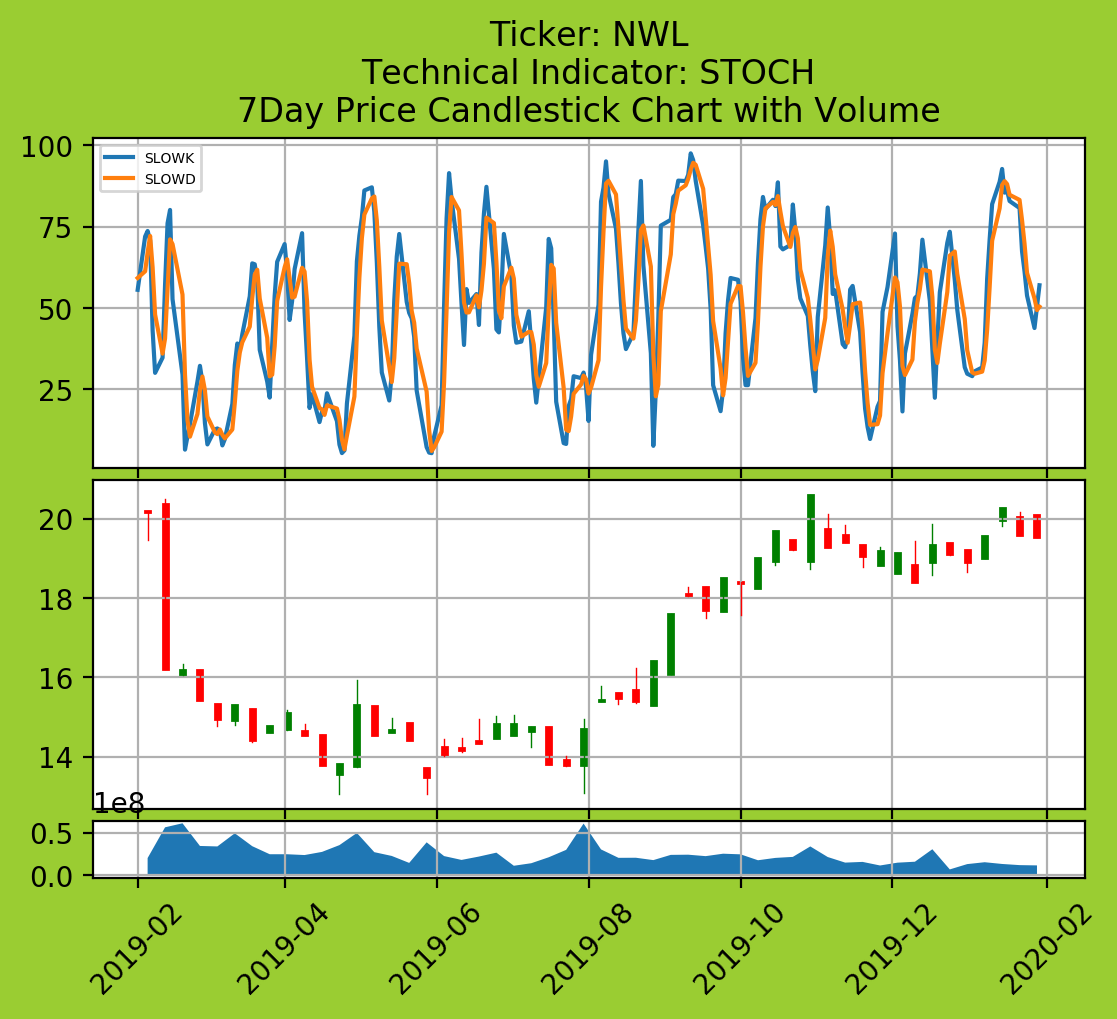 Ticker: NWL
Technical Indicator: STOCH
7Day Price Candlestick Chart with Volume
100
75
50
25
SLOWK
SLOWD
20
18
16
14
1e8
0.5
0.0
2019-02
2019-04
2019-06
2019-08
2019-10
2019-12
2020-02